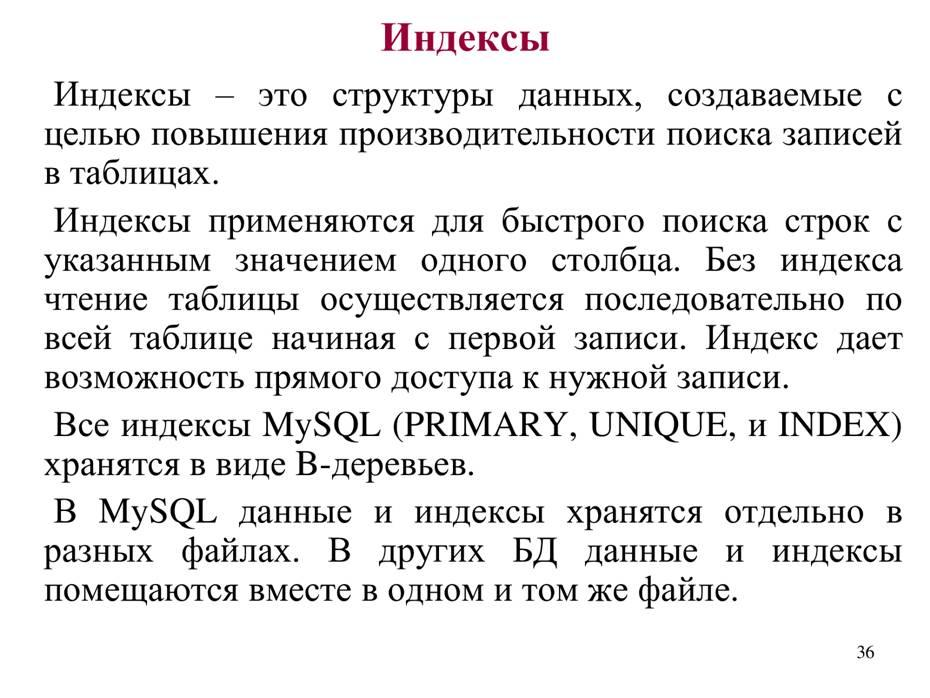 Индексы
Индексы – это структуры данных, создаваемые с
целью повышения производительности поиска записей
в таблицах.
Индексы применяются для быстрого поиска строк с
указанным значением одного столбца. Без индекса
чтение таблицы осуществляется последовательно по
всей таблице начиная с первой записи. Индекс дает
возможность прямого доступа к нужной записи.
Все индексы MySQL (PRIMARY, UNIQUE, и INDEX)
хранятся в виде B-деревьев.
В MySQL данные и индексы хранятся отдельно в
разных файлах. В других БД данные и индексы
помещаются вместе в одном и том же файле.
36